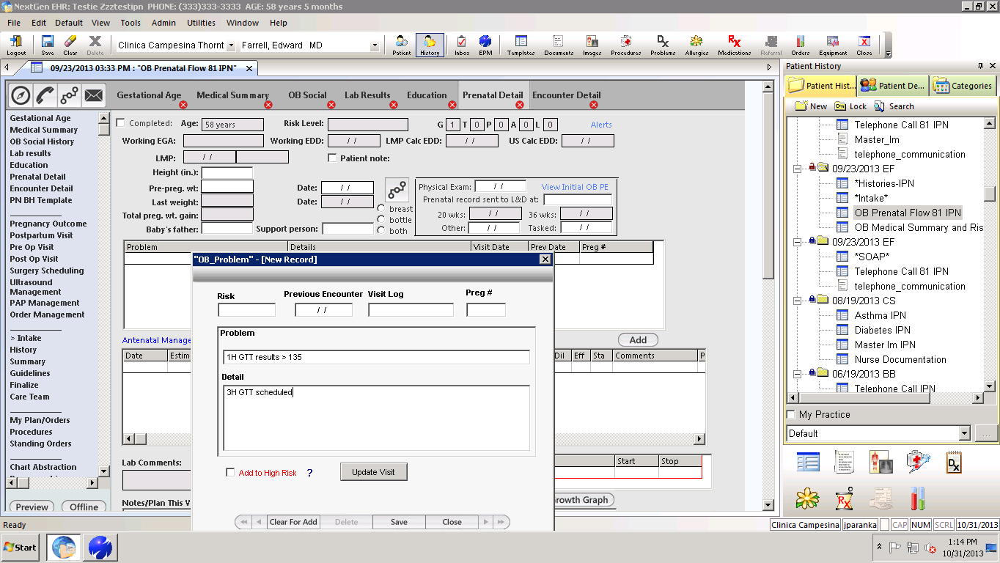 NextGen EHR: Testie Zzztestipn PHONE: (333)333-3333 AGE: 58 years 5 months
File Edit Default View Tools Admin Utilities Window Help
Logout Save Clear Delete Clinica Campesina Thornt Farrell, Edward MD Patient History Inbox EPM Templates Documents Images Procedures Problems Allergies Medications Referral Orders Equipment Close
09/23/2013 03:33 PM : "OB Prenatal Flow 81 IPN"
Gestational Age Medical Summary OB Social Lab Results Education Prenatal Detail Encounter Detail
Gestational Age
Medical Summary
OB Social History
Lab results
Education
Prenatal Detail
Encounter Detail
PN BH Template
Pregnancy Outcome
Postpartum Visit
Pre Op Visit
Post Op Visit
Surgery Scheduling
Ultrasound
Management
PAP Management
Order Management
> Intake
History
Summary
Guidelines
Finalize
Care Team
My Plan/Orders
Procedures
Standing Orders
Chart Abstraction
Preview Offline
Completed: Age: 58 years Risk Level: G 1 T 0 P 0 A 0 L 0 Alerts
Working EGA: Working EDD: / / LMP Calc EDD: / / US Calc EDD: / /
LMP: / / Patient note:
Height (in.):
Pre-preg. wt: Date: / /
Last weight: Date: / /
Total preg. wt. gain:
Baby's father: Support person:
breast
bottle
both
Physical Exam: / / View Initial OB PE
Prenatal record sent to L&D at:
20 wks: / / 36 wks: / /
Other: / / Tasked: / /
Problem Details Visit Date Prev Date Preg #
"OB_Problem" - [New Record]
Risk Previous Encounter Visit Log Preg #
/ /
Problem
1H GTT results > 135
Detail
3H GTT scheduled
Add to High Risk ? Update Visit
Clear For Add Delete Save Close
Antenatal Manage
Add
Date Estim
Dil Eff Sta Comments P
Lab Comments:
Start Stop
Notes/Plan This V
rowth Graph
Patient History
Patient Hist... Patient De... Categories
New Lock Search
Telephone Call 81 IPN
Master_Im
telephone_communication
09/23/2013 EF
*Histories-IPN
*Intake*
OB Prenatal Flow 81 IPN
OB Medical Summary and Ris
09/23/2013 EF
*SOAP*
Telephone Call 81 IPN
telephone_communication
08/19/2013 CS
Asthma IPN
Diabetes IPN
Master Im IPN
Nurse Documentation
06/19/2013 BB
Telephone Call IPN
My Practice
Default ...
Ready Clinica Campesina jparanka CAP NUM SCRL 10/31/2013
Start 1:14 PM
10/31/2013